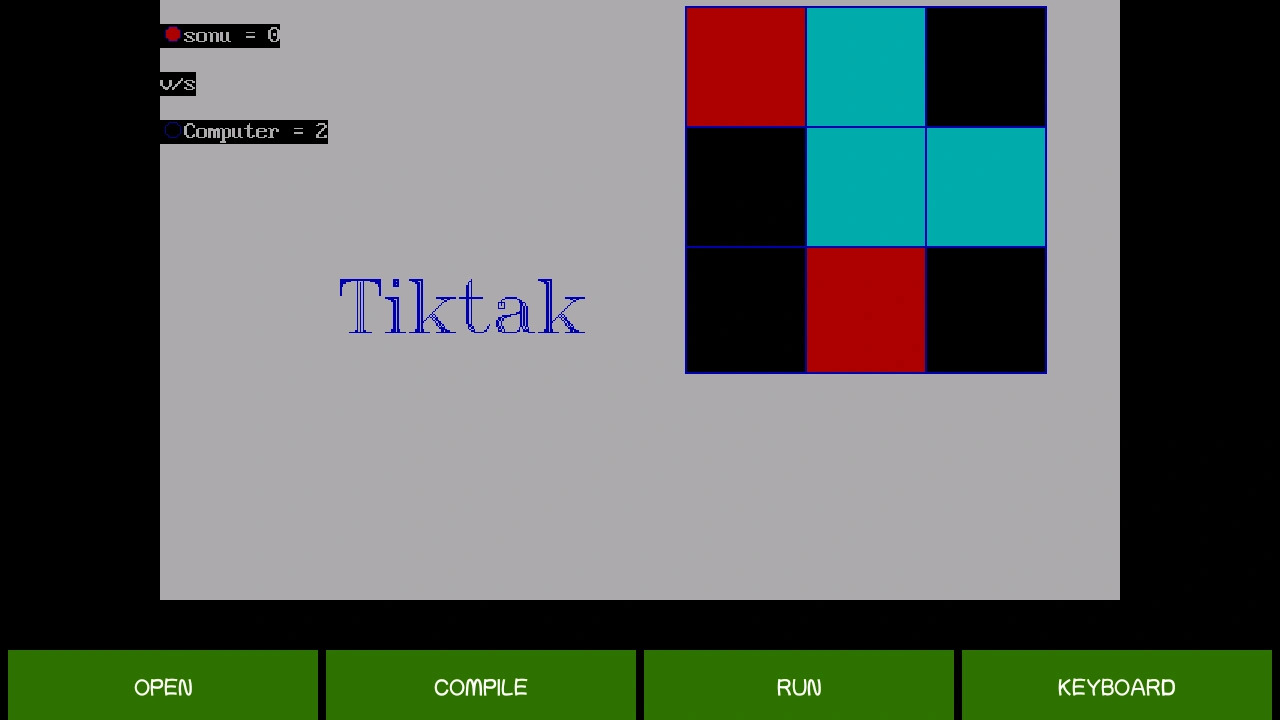 sonu = 0
v/s
Computer = 2
Tiktak
OPEN
COMPILE
RUN
KEYBOARD